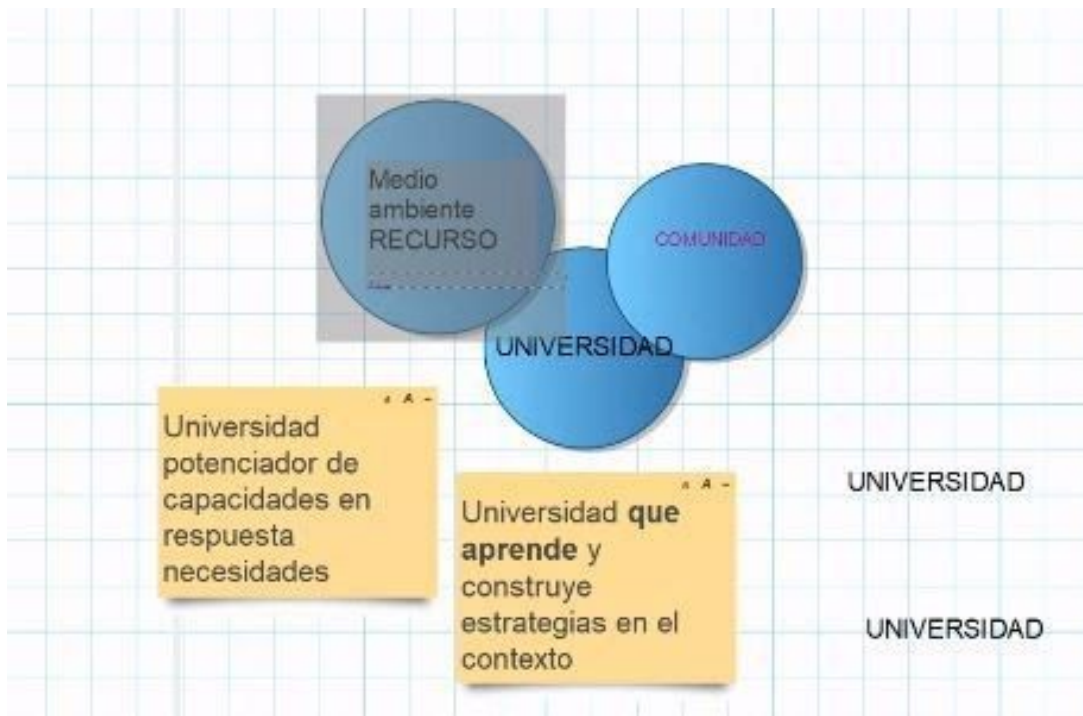 Medio
ambiente
RECURSO
COMUNIDAD
UNIVERSIDAD
Universidad
potenciador de
capacidades en
respuesta
necesidades
Universidad que
aprende y
construye
estrategias en el
contexto
UNIVERSIDAD
UNIVERSIDAD